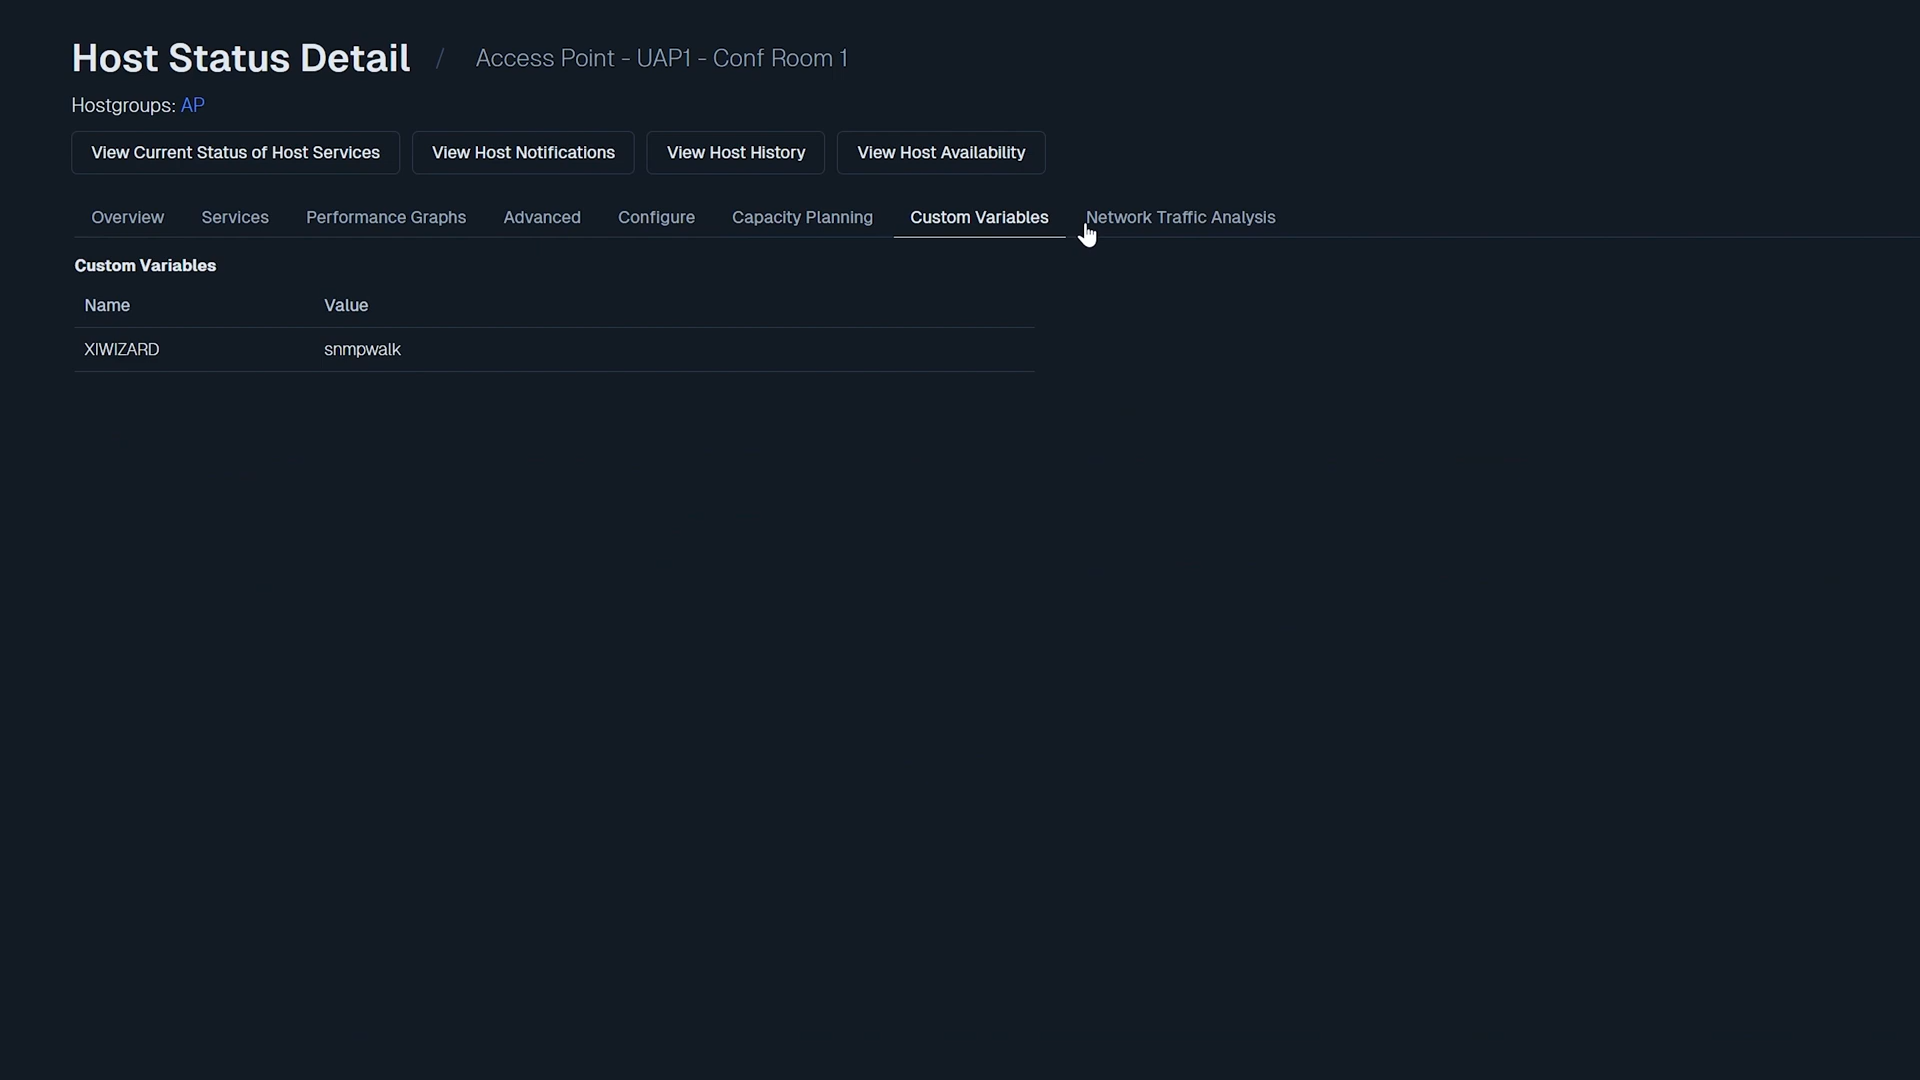 Host Status Detail / Access Point - UAP1 - Conf Room 1
Hostgroups: AP
View Current Status of Host Services View Host Notifications View Host History View Host Availability
Overview Services Performance Graphs Advanced Configure Capacity Planning Custom Variables Network Traffic Analysis
Custom Variables
Name Value
XIWIZARD snmpwalk